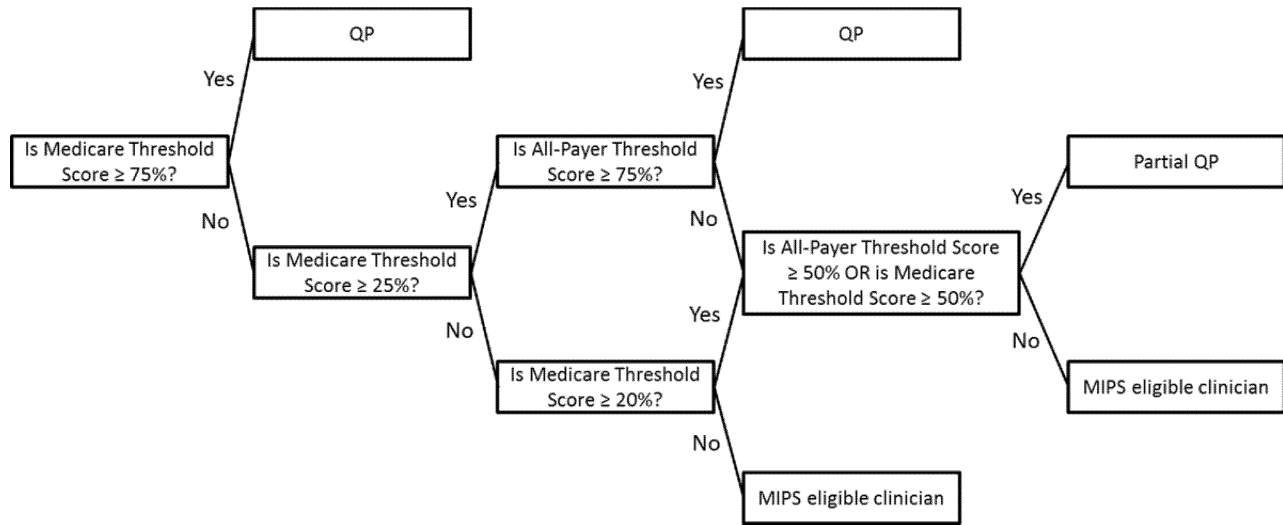 QP
Yes
Is Medicare Threshold
Score ≥ 75%?
No
Is Medicare Threshold
Score ≥ 25%?
Yes
Is All-Payer Threshold
Score ≥ 75%?
No
Is Medicare Threshold
Score ≥ 20%?
QP
Yes
No
Is All-Payer Threshold Score
≥ 50% OR is Medicare
Threshold Score ≥ 50%?
Yes
No
MIPS eligible clinician
Yes
Partial QP
No
MIPS eligible clinician